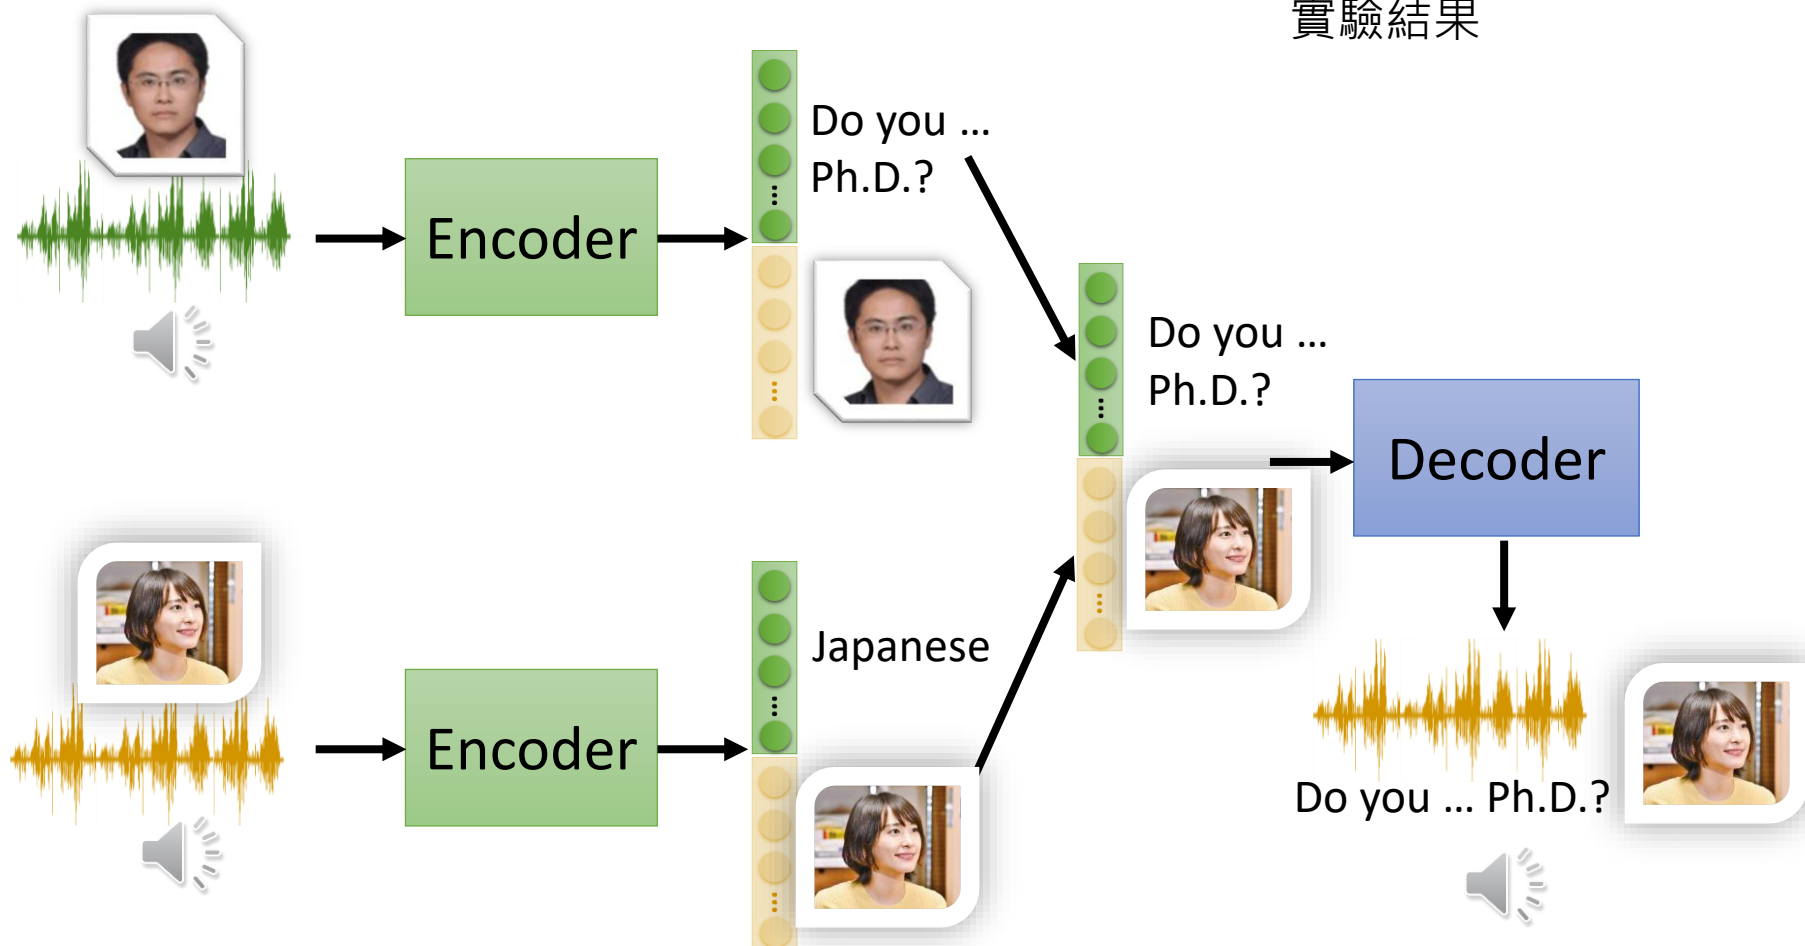 實驗結果
Do you …
Ph.D.?
Encoder
Do you …
Ph.D.?
Decoder
Japanese
Encoder
Do you … Ph.D.?